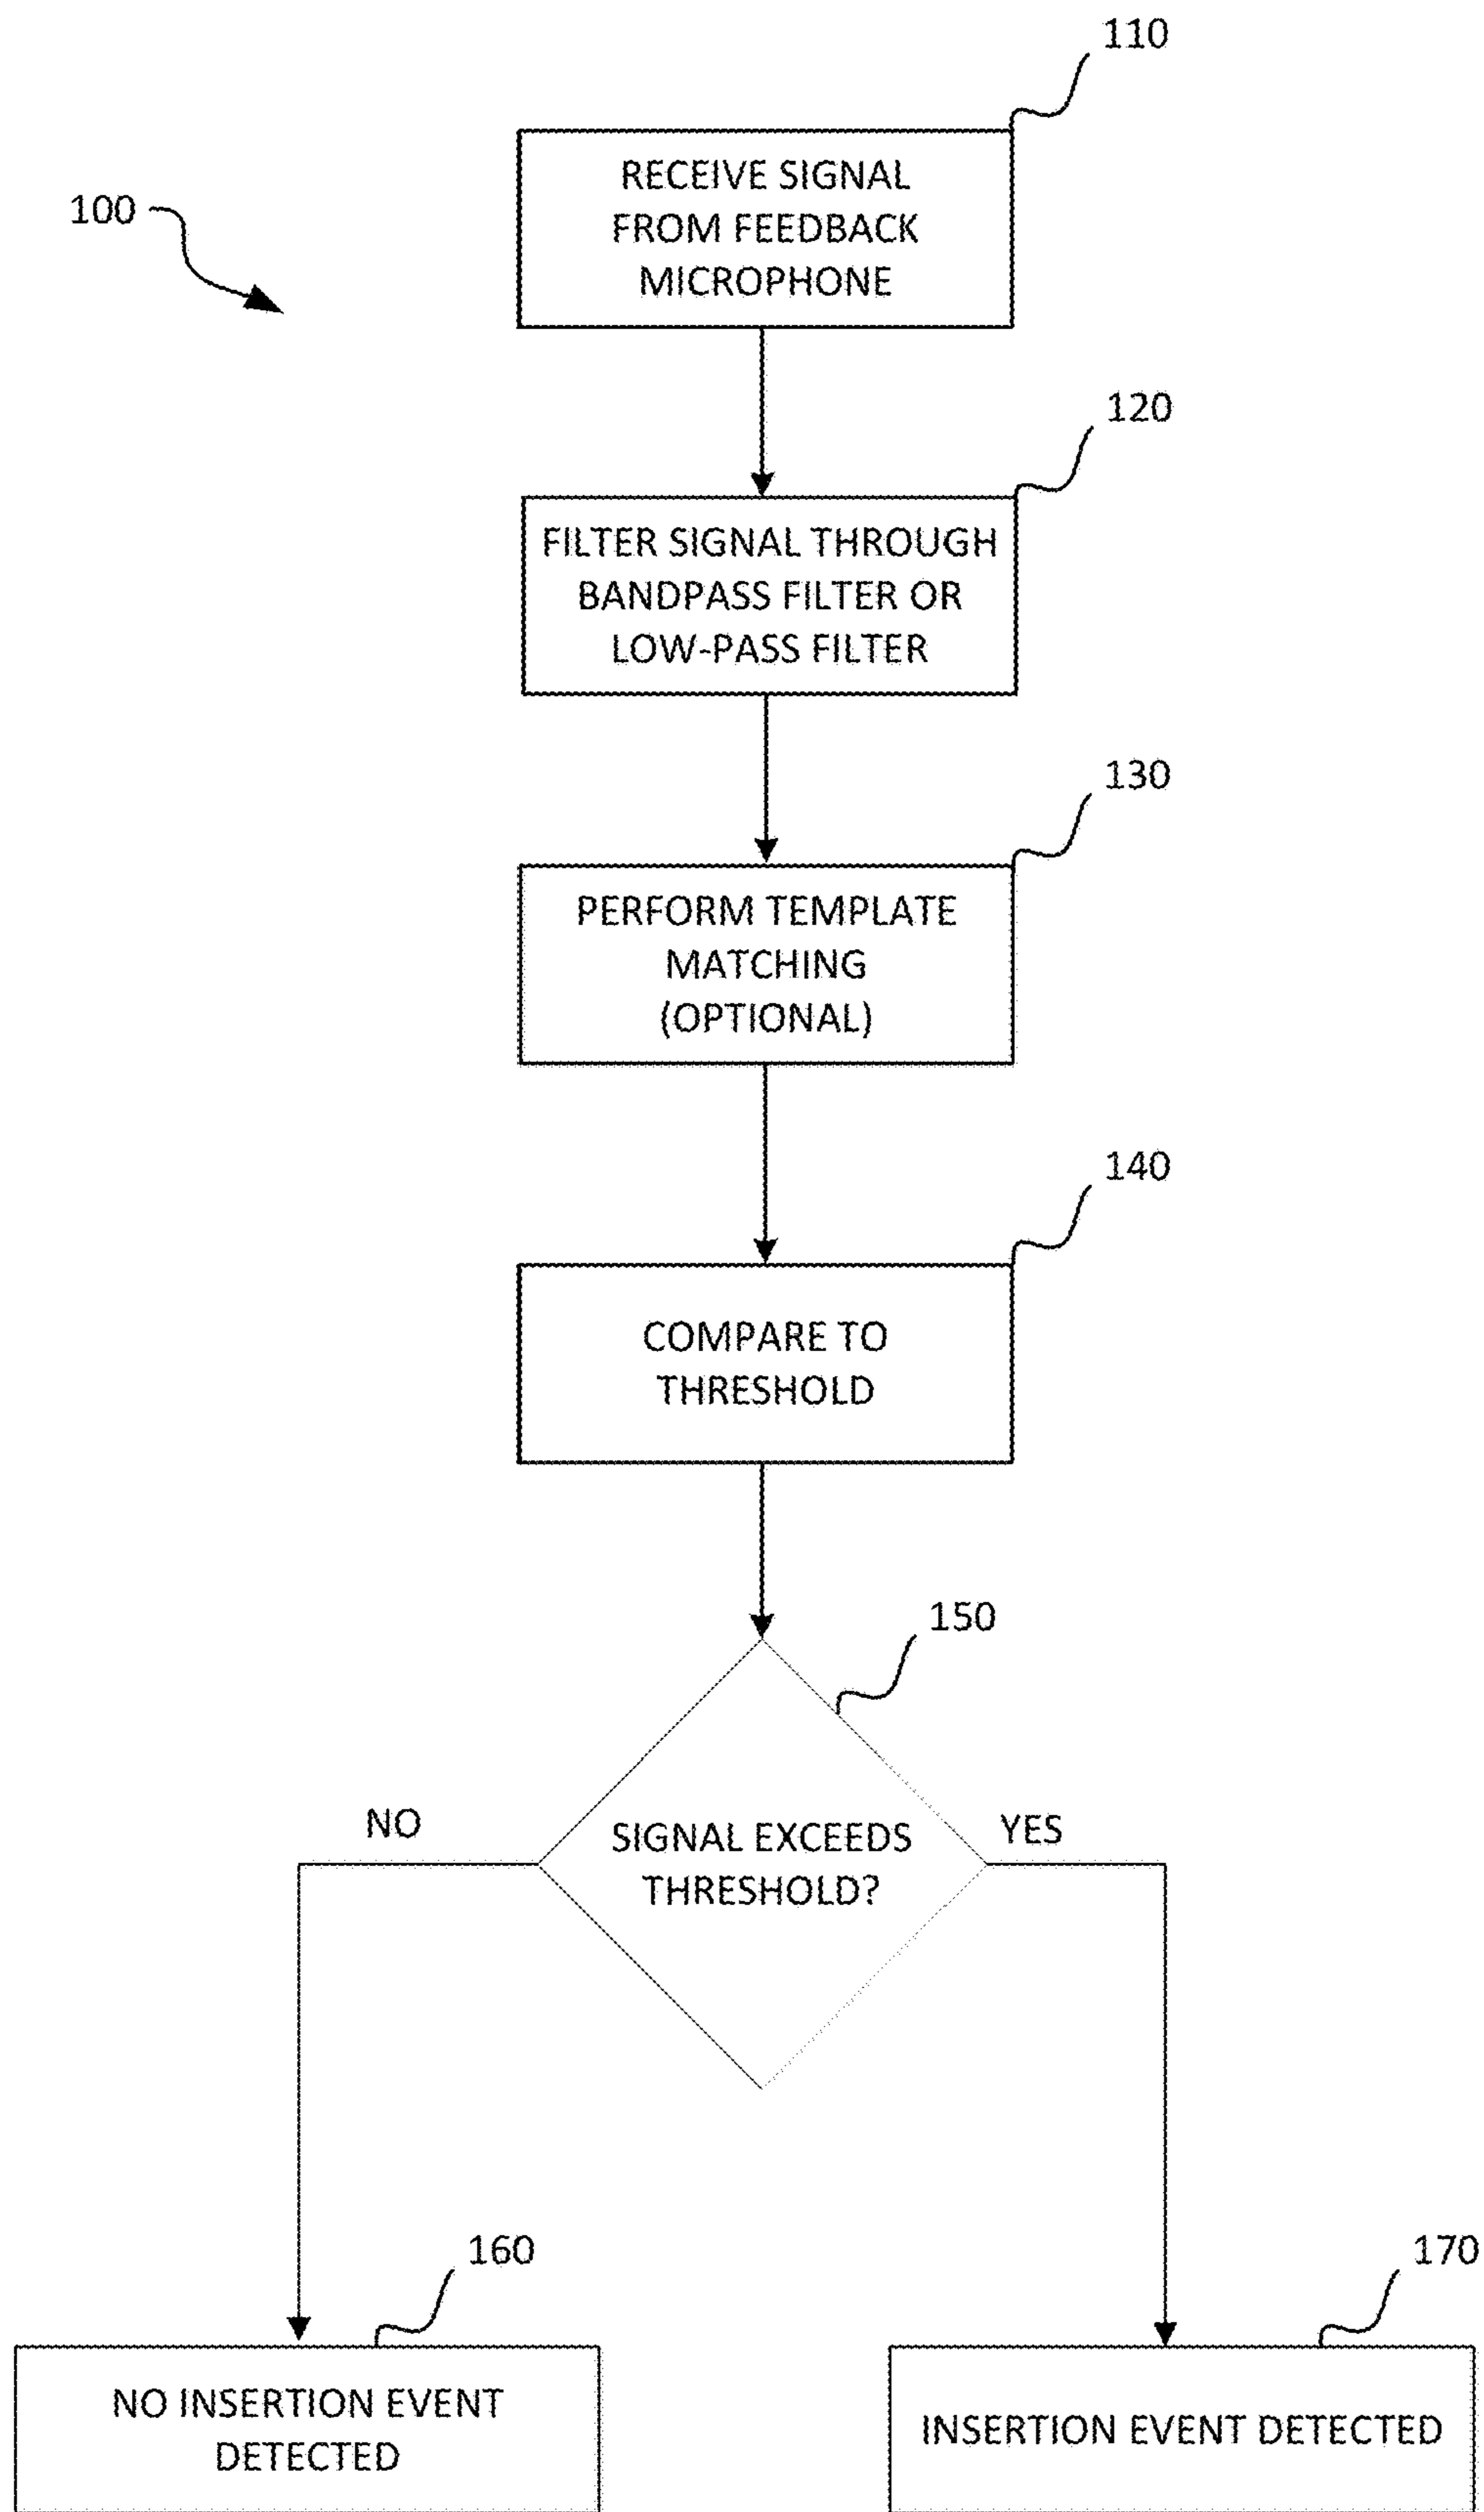 110
100
RECEIVE SIGNAL
FROM FEEDBACK
MICROPHONE
120
FILTER SIGNAL THROUGH
BANDPASS FILTER OR
LOW-PASS FILTER
130
PERFORM TEMPLATE
MATCHING
(OPTIONAL)
140
COMPARE TO
THRESHOLD
150
NO
SIGNAL EXCEEDS
THRESHOLD?
YES
160
170
NO INSERTION EVENT
DETECTED
INSERTION EVENT DETECTED